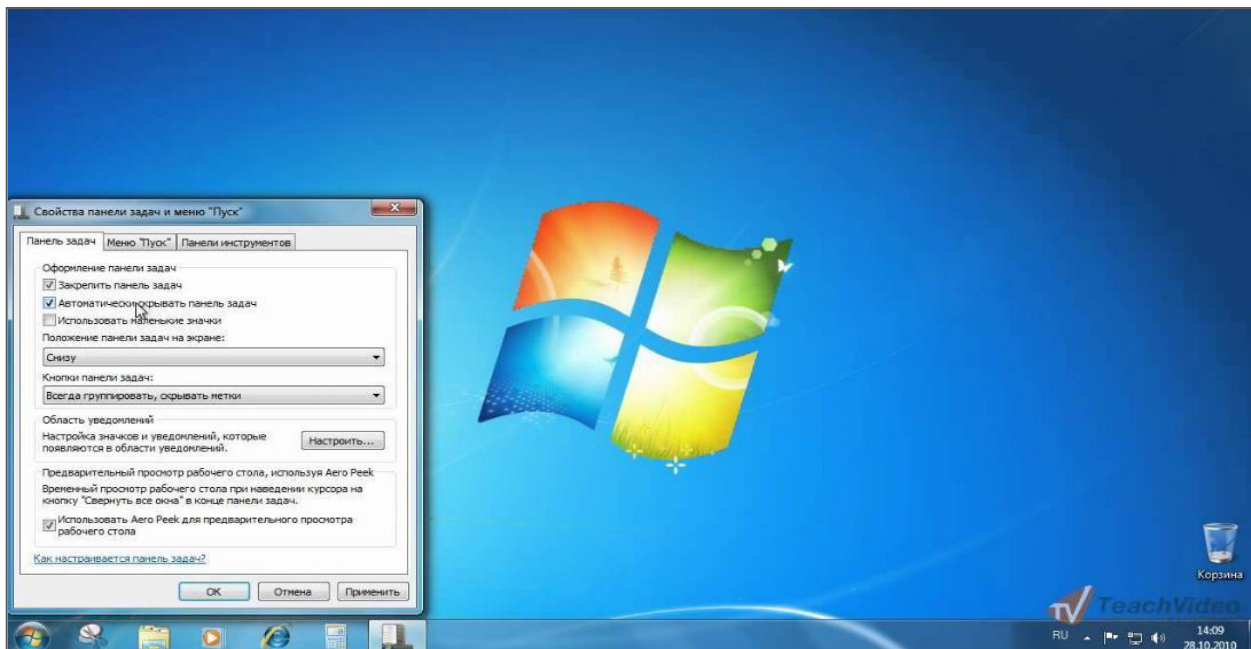 Свойства панели задач и меню "Пуск"
Панель задач
Меню "Пуск"
Панели инструментов
Оформление панели задач
Закрепить панель задач
Автоматически скрывать панель задач
Использовать маленькие значки
Положение панели задач на экране:
Снизу
Кнопки панели задач:
Всегда группировать, скрывать метки
Область уведомлений
Настройка значков и уведомлений, которые
появляются в области уведомлений.
Настроить...
Предварительный просмотр рабочего стола, используя Aero Peek
Временный просмотр рабочего стола при наведении курсора на
кнопку "Свернуть все окна" в конце панели задач.
Использовать Aero Peek для предварительного просмотра
рабочего стола
Как настраивается панель задач?
ОК
Отмена
Применить
Корзина
TV TeachVideo
RU
14:09
28.10.2010